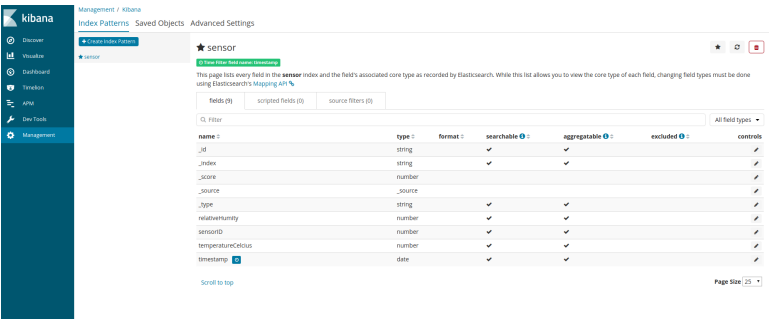 kibana
Discover
Visualize
Dashboard
Timelion
APM
Dev Tools
Management
Management / Kibana
Index Patterns Saved Objects Advanced Settings
+ Create Index Pattern
★ sensor
★ sensor
Time Filter field name: timestamp
This page lists every field in the sensor index and the field's associated core type as recorded by Elasticsearch. While this list allows you to view the core type of each field, changing field types must be done
using Elasticsearch's Mapping API
fields (9) scripted fields (0) source filters (0)
Filter All field types
name type format searchable aggregatable excluded controls
_id string
_index string
_score number
_source _source
_type string
relativeHumity number
sensorID number
temperatureCelcius number
timestamp date
Scroll to top Page Size 25